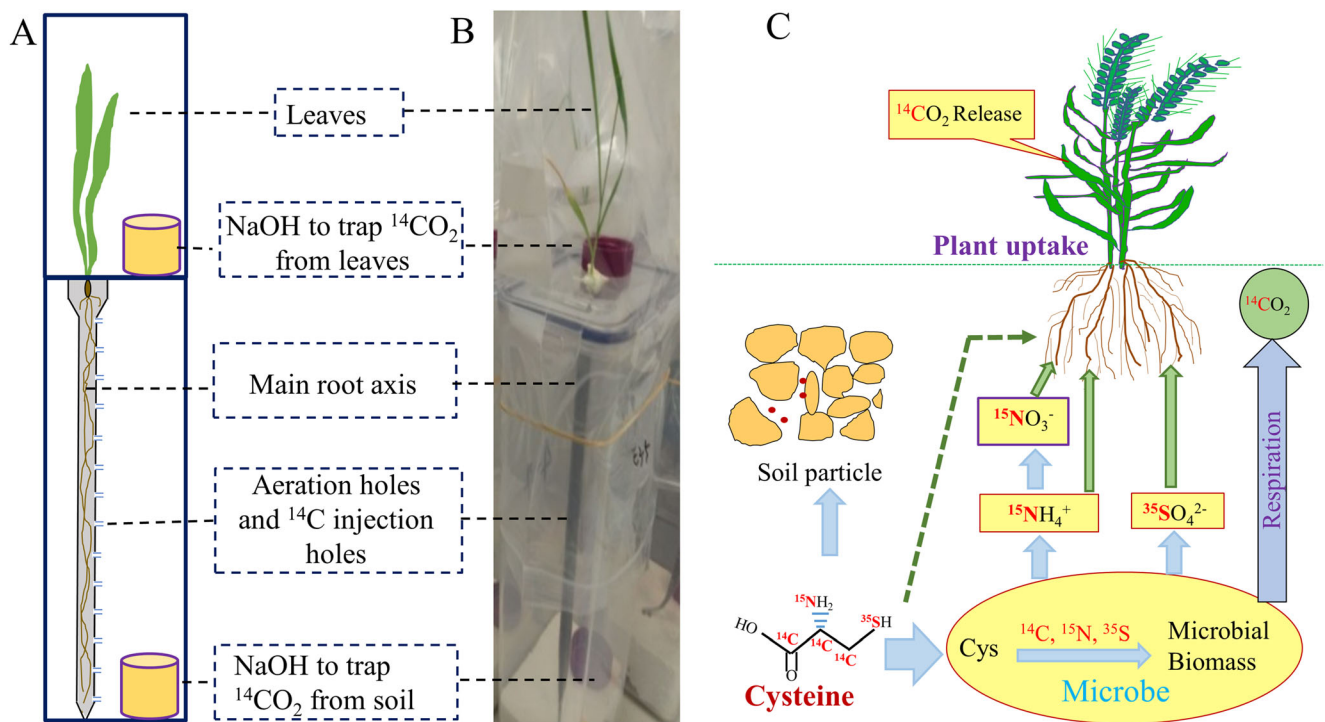 A
B
C
Leaves
NaOH to trap ¹⁴CO₂
from leaves
Main root axis
Aeration holes
and ¹⁴C injection
holes
NaOH to trap
¹⁴CO₂ from soil
¹⁴CO₂ Release
Plant uptake
¹⁴CO₂
Respiration
Soil particle
¹⁵NO₃⁻
¹⁵NH₄⁺
³⁵SO₄²⁻
¹⁵NH₂
³⁵SH
HO
¹⁴C
¹⁴C
¹⁴C
O
Cysteine
Cys
¹⁴C, ¹⁵N, ³⁵S
Microbial
Biomass
Microbe